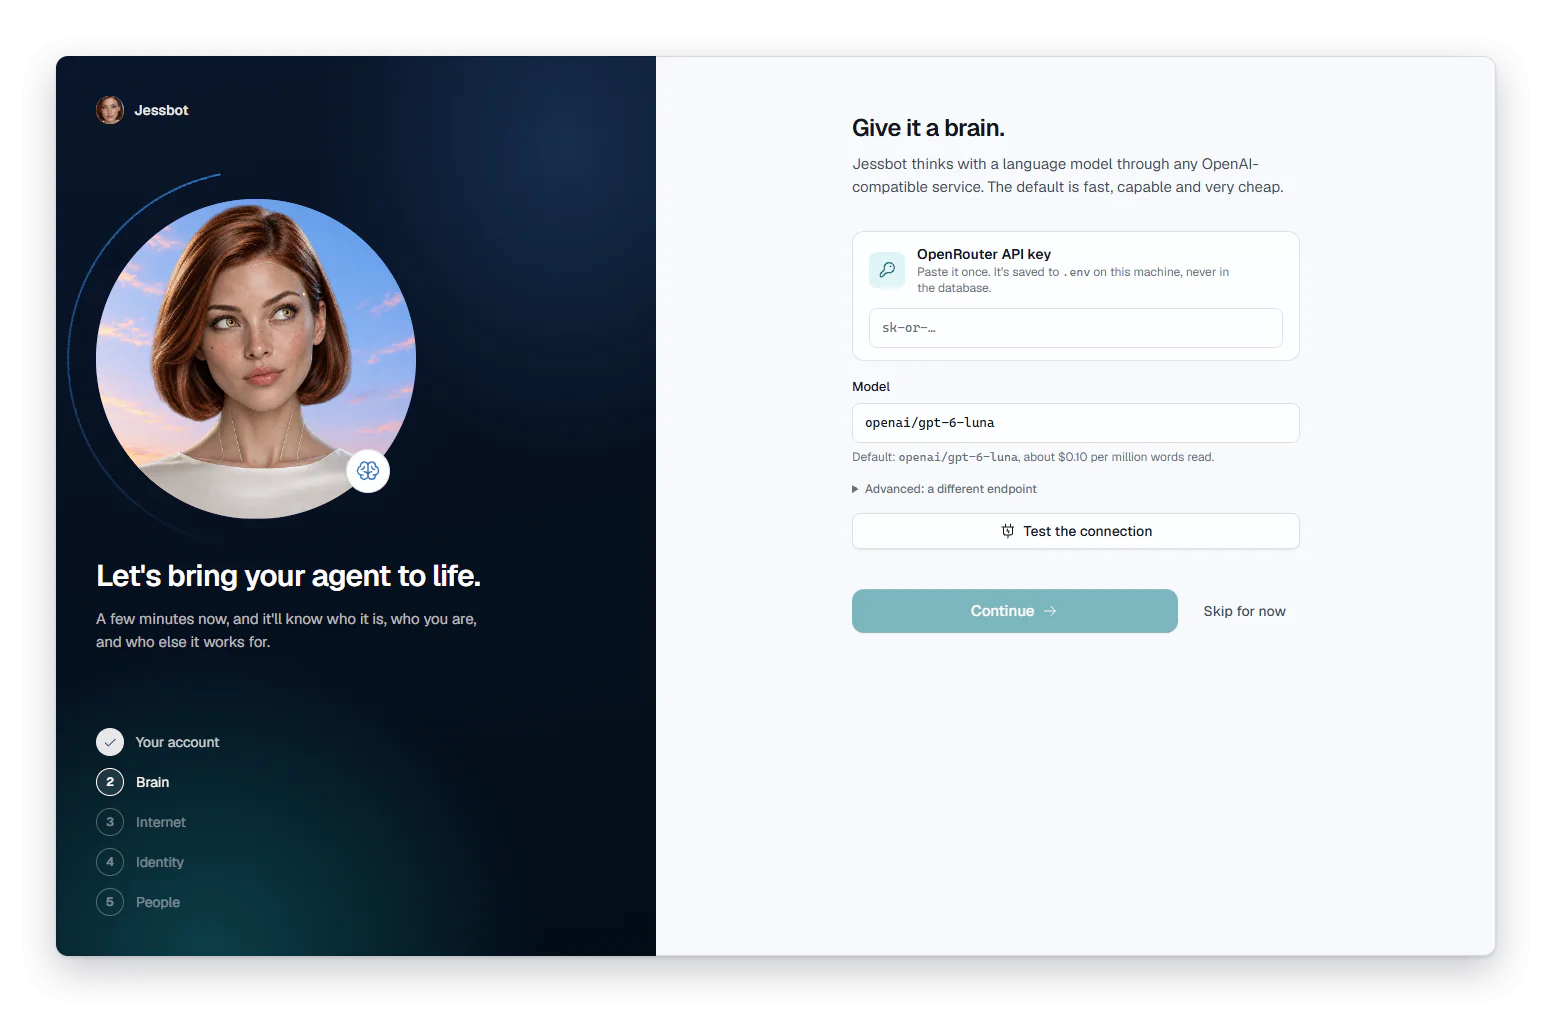 Jessbot
Let's bring your agent to life.
A few minutes now, and it'll know who it is, who you are,
and who else it works for.
Your account
2 Brain
3 Internet
4 Identity
5 People
Give it a brain.
Jessbot thinks with a language model through any OpenAI-
compatible service. The default is fast, capable and very cheap.
OpenRouter API key
Paste it once. It's saved to .env on this machine, never in
the database.
sk-or-…
Model
openai/gpt-6-luna
Default: openai/gpt-6-luna, about $0.10 per million words read.
Advanced: a different endpoint
Test the connection
Continue →
Skip for now